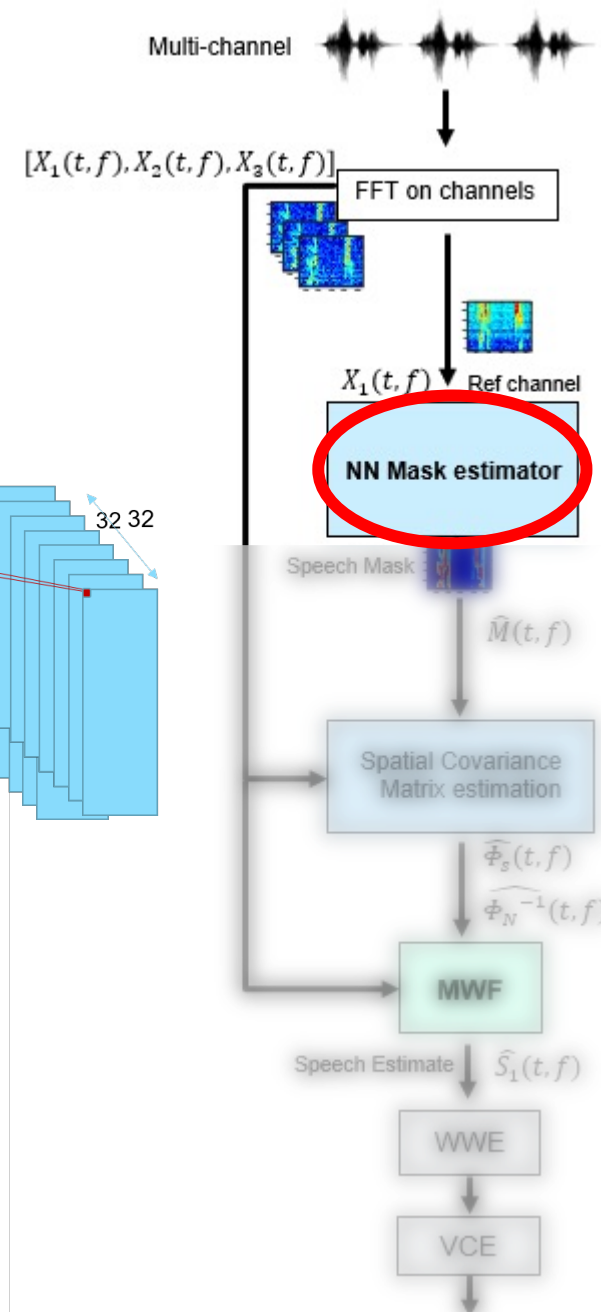 Multi-channel
[X₁(t,f), X₂(t,f), X₃(t,f)]
FFT on channels
X₁(t,f) Ref channel
NN Mask estimator
32 32
Speech Mask
M̂(t,f)
Spatial Covariance
Matrix estimation
Φ̂ₛ(t,f)
Φ̂_N⁻¹(t,f)
MWF
Speech Estimate Ŝ₁(t,f)
WWE
VCE